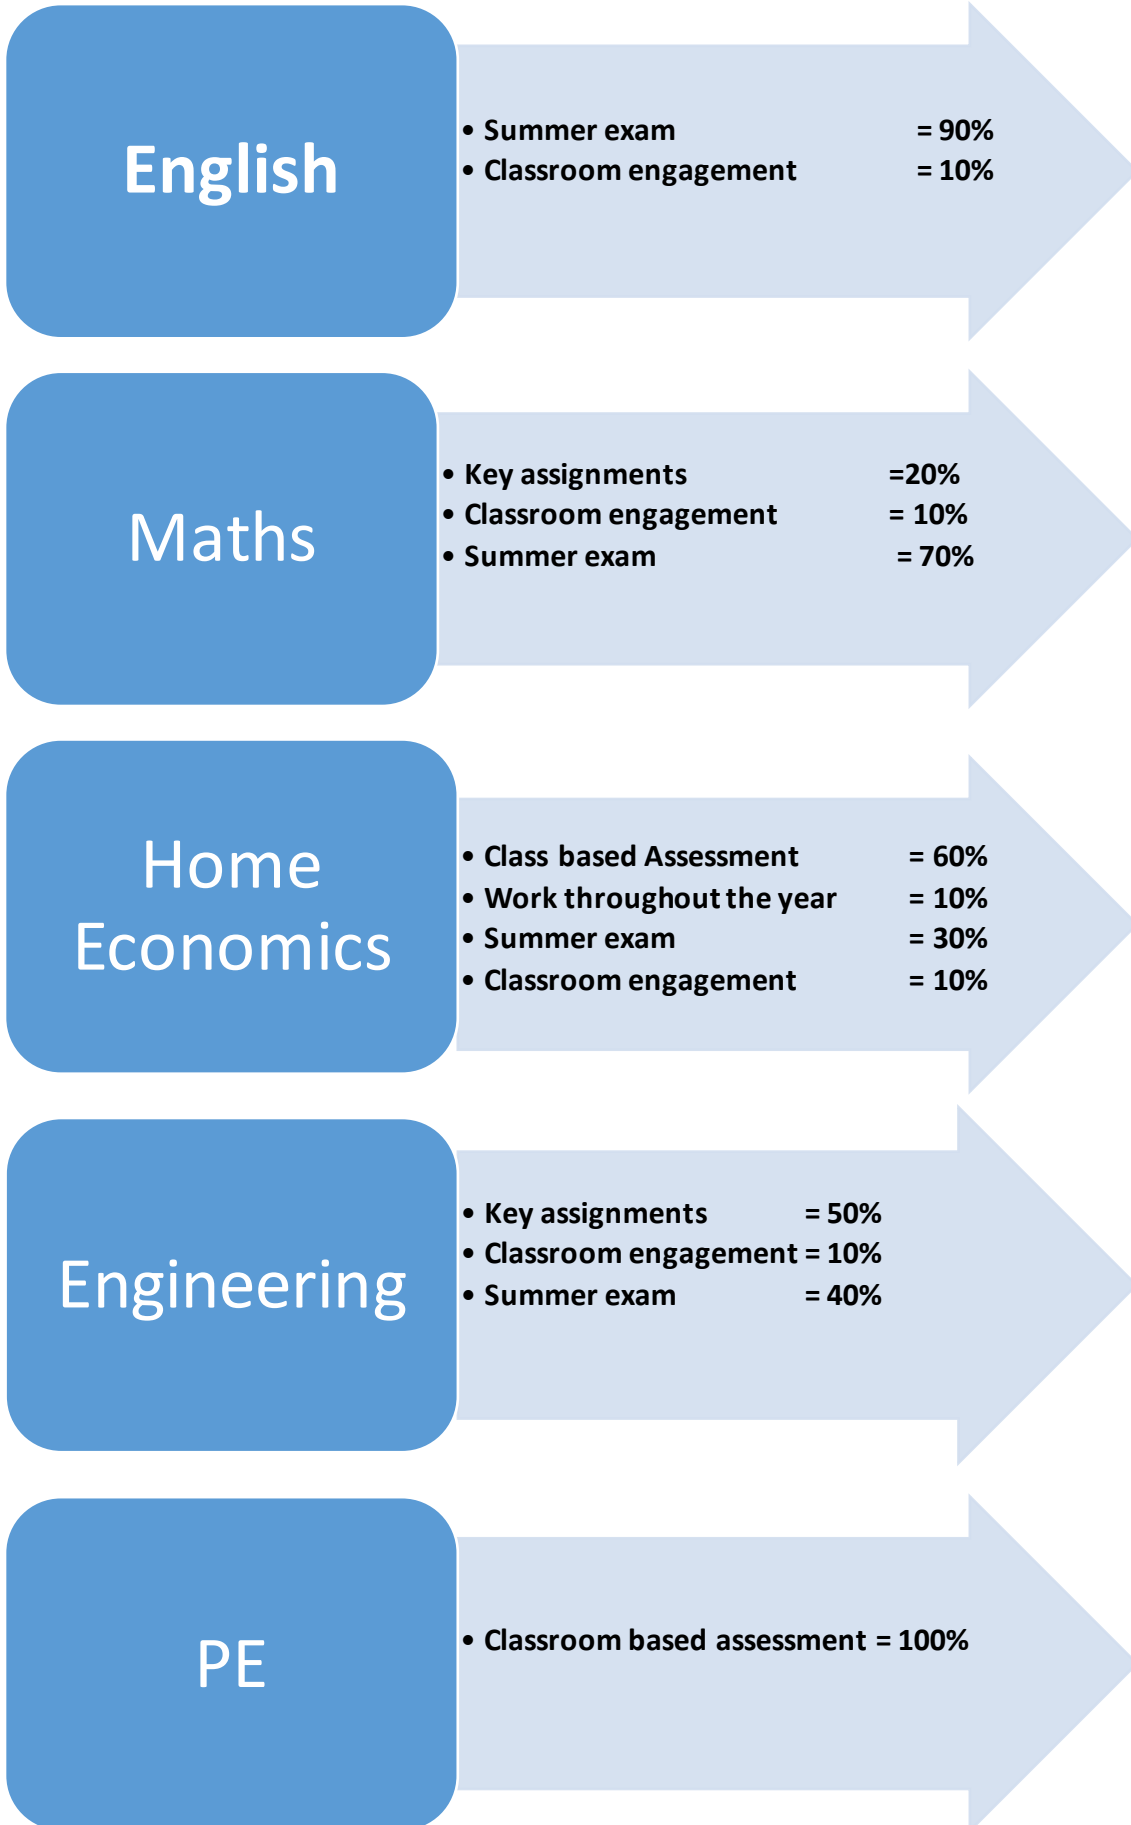 English
• Summer exam = 90%
• Classroom engagement = 10%
Maths
• Key assignments =20%
• Classroom engagement = 10%
• Summer exam = 70%
Home
Economics
• Class based Assessment = 60%
• Work throughout the year = 10%
• Summer exam = 30%
• Classroom engagement = 10%
Engineering
• Key assignments = 50%
• Classroom engagement = 10%
• Summer exam = 40%
PE
• Classroom based assessment = 100%